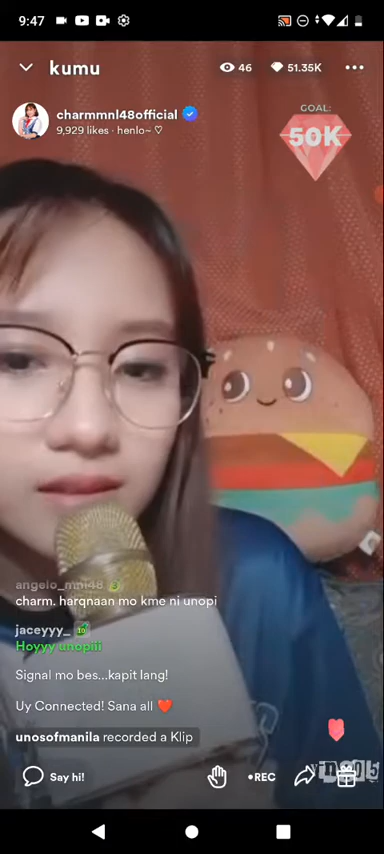 9:47
kumu
46
51.35K
charmmnl48official
9,929 likes · henlo~ ♡
GOAL:
50K
angelo_mnl48
charm. harqnaan mo kme ni unopi
jaceyyy_
Hoyyy unopiii
Signal mo bes...kapit lang!
Uy Connected! Sana all ❤️
unosofmanila recorded a Klip
Say hi!
•REC